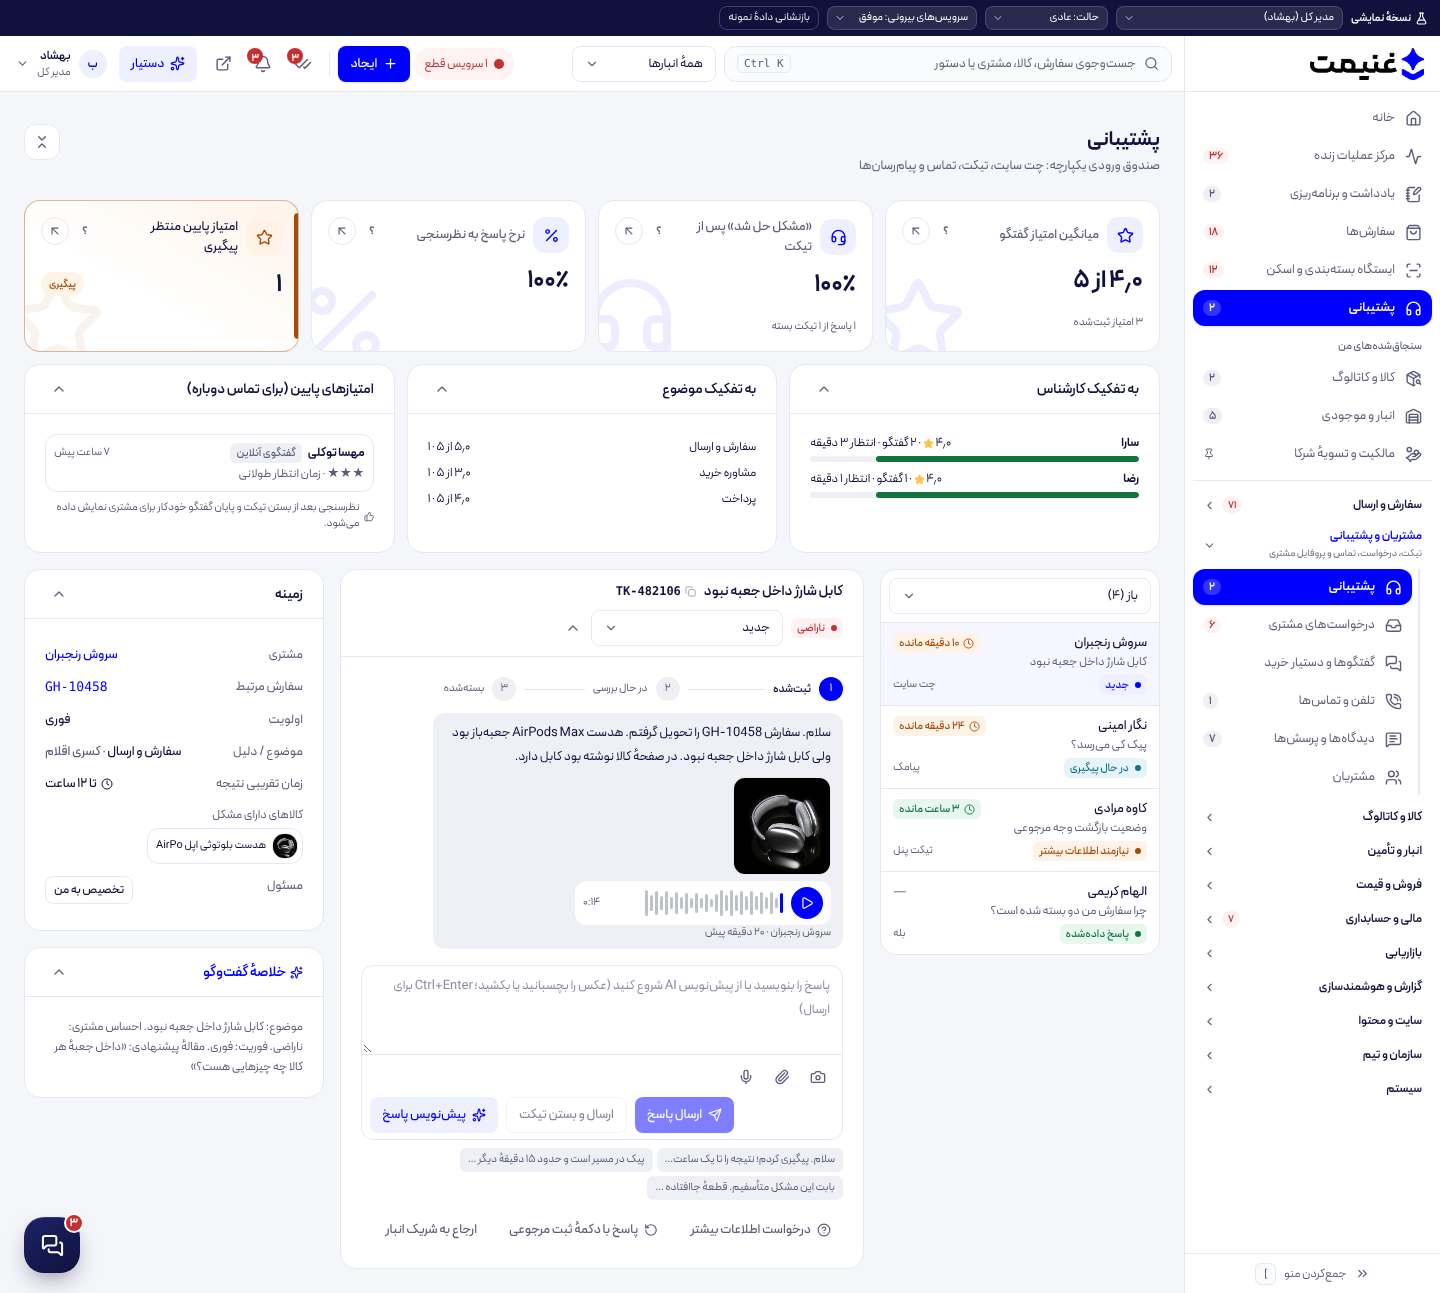 نسخهٔ نمایشی
مدیر کل (بهشاد)
حالت: عادی
سرویس‌های بیرونی: موفق
بازنشانی دادهٔ نمونه
غنیمت
جست‌وجوی سفارش، کالا، مشتری یا دستور
Ctrl K
همهٔ انبارها
۱ سرویس قطع
ایجاد
۳
۳
دستیار
ب
بهشاد
مدیر کل
خانه
مرکز عملیات زنده ۳۶
یادداشت و برنامه‌ریزی ۲
سفارش‌ها ۱۸
ایستگاه بسته‌بندی و اسکن ۱۲
پشتیبانی ۲
سنجاق‌شده‌های من
کالا و کاتالوگ ۲
انبار و موجودی ۵
مالکیت و تسویهٔ شرکا
سفارش و ارسال ۷۱
مشتریان و پشتیبانی
تیکت، درخواست، تماس و پروفایل مشتری
پشتیبانی ۲
درخواست‌های مشتری ۶
گفتگوها و دستیار خرید
تلفن و تماس‌ها ۱
دیدگاه‌ها و پرسش‌ها ۷
مشتریان
کالا و کاتالوگ
انبار و تأمین
فروش و قیمت
مالی و حسابداری ۷
بازاریابی
گزارش و هوشمندسازی
سایت و محتوا
سازمان و تیم
سیستم
جمع‌کردن منو [
پشتیبانی
صندوق ورودی یکپارچه: چت سایت، تیکت، تماس و پیام‌رسان‌ها
میانگین امتیاز گفتگو ؟
۴٫۰ از ۵
۳ امتیاز ثبت‌شده
«مشکل حل شد» پس از تیکت ؟
۱۰۰٪
۱ پاسخ از ۱ تیکت بسته
نرخ پاسخ به نظرسنجی ؟
۱۰۰٪
امتیاز پایین منتظر پیگیری ؟
۱
پیگیری
به تفکیک کارشناس
سارا
۴٫۰ · ۲ گفتگو · انتظار ۳ دقیقه
رضا
۴٫۰ · ۱ گفتگو · انتظار ۱ دقیقه
به تفکیک موضوع
سفارش و ارسال ۵٫۰ از ۵ · ۱
مشاوره خرید ۳٫۰ از ۵ · ۱
پرداخت ۴٫۰ از ۵ · ۱
امتیازهای پایین (برای تماس دوباره)
مهسا توکلی گفتگوی آنلاین ۷ ساعت پیش
★★★ · زمان انتظار طولانی
نظرسنجی بعد از بستن تیکت و پایان گفتگو خودکار برای مشتری نمایش داده
می‌شود.
باز (۴)
سروش رنجبران ۱۰ دقیقه مانده
کابل شارژ داخل جعبه نبود
جدید چت سایت
نگار امینی ۲۴ دقیقه مانده
پیک کی می‌رسد؟
در حال پیگیری پیامک
کاوه مرادی ۳ ساعت مانده
وضعیت بازگشت وجه مرجوعی
نیازمند اطلاعات بیشتر تیکت پنل
الهام کریمی —
چرا سفارش من دو بسته شده است؟
پاسخ داده‌شده بله
کابل شارژ داخل جعبه نبود TK-482106
ناراضی
جدید
۱ ثبت‌شده
۲ در حال بررسی
۳ بسته‌شده
سلام. سفارش GH-10458 را تحویل گرفتم. هدست AirPods Max جعبه‌باز بود
ولی کابل شارژ داخل جعبه نبود. در صفحهٔ کالا نوشته بود کابل دارد.
۰:۱۴
سروش رنجبران · ۲۰ دقیقه پیش
پاسخ را بنویسید یا از پیش‌نویس AI شروع کنید (عکس را بچسبانید یا بکشید؛ Ctrl+Enter برای
ارسال)
ارسال پاسخ
ارسال و بستن تیکت
پیش‌نویس پاسخ
سلام. پیگیری کردم؛ نتیجه را تا یک ساعت...
پیک در مسیر است و حدود ۱۵ دقیقهٔ دیگر ...
بابت این مشکل متأسفیم. قطعهٔ جاافتاده ...
درخواست اطلاعات بیشتر
پاسخ با دکمهٔ ثبت مرجوعی
ارجاع به شریک انبار
زمینه
مشتری سروش رنجبران
سفارش مرتبط GH-10458
اولویت فوری
موضوع / دلیل سفارش و ارسال · کسری اقلام
زمان تقریبی نتیجه تا ۱۲ ساعت
کالاهای دارای مشکل
هدست بلوتوثی اپل AirPo
مسئول تخصیص به من
خلاصهٔ گفت‌وگو
موضوع: کابل شارژ داخل جعبه نبود. احساس مشتری:
ناراضی. فوریت: فوری. مقالهٔ پیشنهادی: «داخل جعبهٔ هر
کالا چه چیزهایی هست؟»
۳